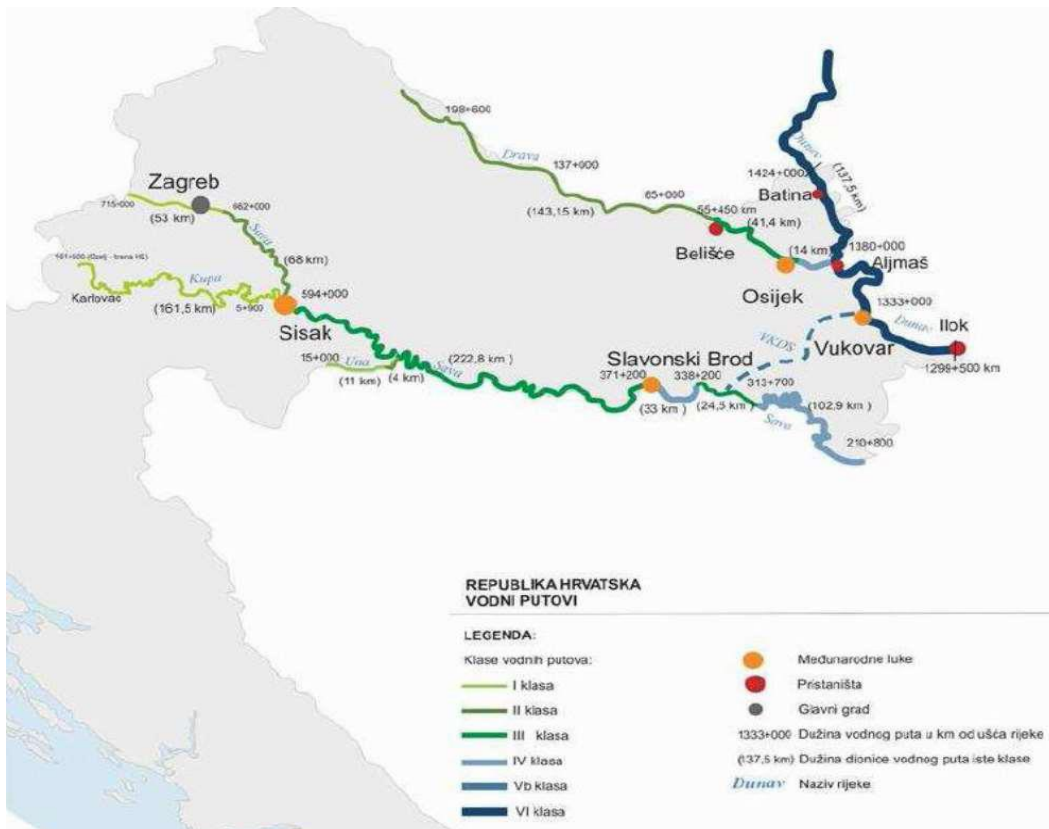 198+600
Drava
137+000
Dunav
(137,5 km)
1424+000
Zagreb
715+000
(53 km)
662+000
65+000
Batina
55+450 km
(143,15 km)
(41,4 km)
Sava
(68 km)
Belišće
(14 km)
1380+000
Aljmaš
Kupa
Karlovac
(161,5 km)
5+900
594+000
Osijek
1333+000
Sisak
Dunav
Ilok
VKDS
Vukovar
15+000
Una
(11 km)
(4 km)
Sava
(222,8 km )
Slavonski Brod
1298+500 km
371+200
338+200
313+700
(33 km )
(24,5 km )
(102,9 km )
Sava
210+800
REPUBLIKA HRVATSKA
VODNI PUTOVI
LEGENDA:
Klase vodnih putova:
I klasa
II klasa
III klasa
IV klasa
Vb klasa
VI klasa
Međunarodne luke
Pristaništa
Glavni grad
1333+000 Dužina vodnog puta u km od ušća rijeke
(137,5 km) Dužina dionice vodnog puta iste klase
Dunav Naziv rijeke